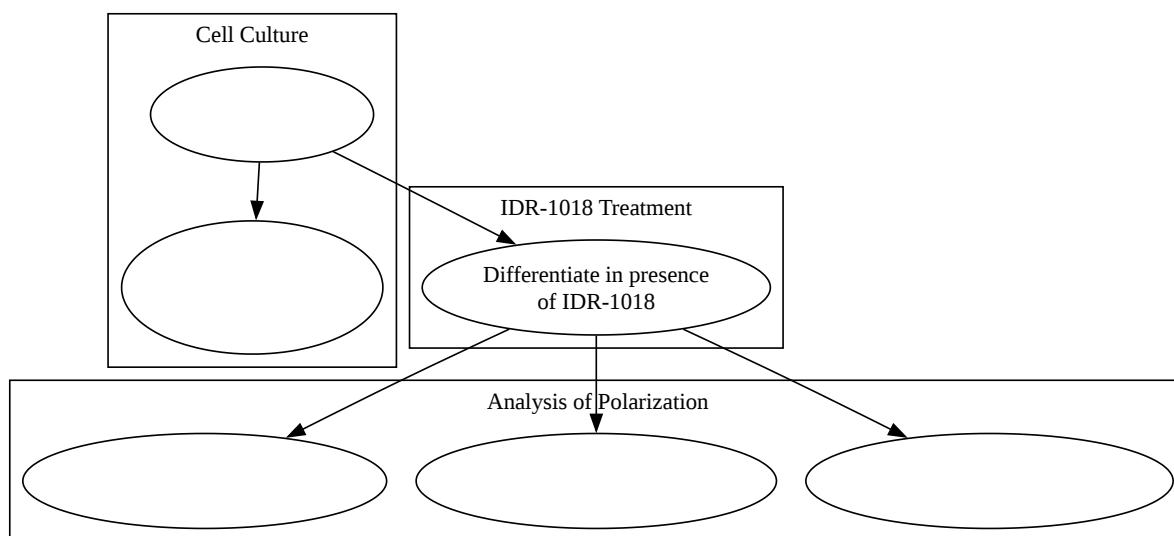 Cell Culture
IDR-1018 Treatment
Differentiate in presence
of IDR-1018
Analysis of Polarization